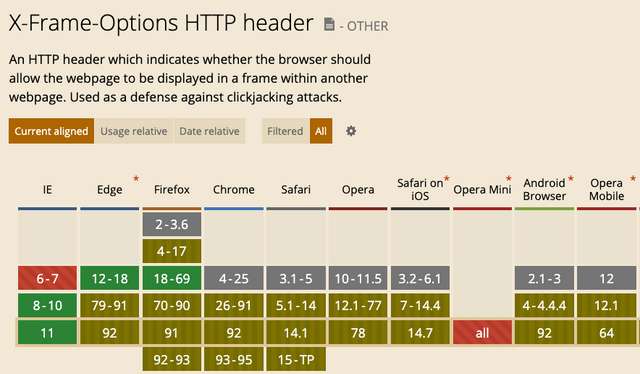 X-Frame-Options HTTP header - OTHER
An HTTP header which indicates whether the browser should
allow the webpage to be displayed in a frame within another
webpage. Used as a defense against clickjacking attacks.
Current aligned Usage relative Date relative Filtered All
IE Edge * Firefox Chrome Safari Opera Safari on iOS * Opera Mini * Android Browser * Opera Mobile *
2-3.6
4-17
6-7 12-18 18-69 4-25 3.1-5 10-11.5 3.2-6.1 2.1-3 12
8-10 79-91 70-90 26-91 5.1-14 12.1-77 7-14.4 4-4.4.4 12.1
11 92 91 92 14.1 78 14.7 all 92 64
92-93 93-95 15-TP